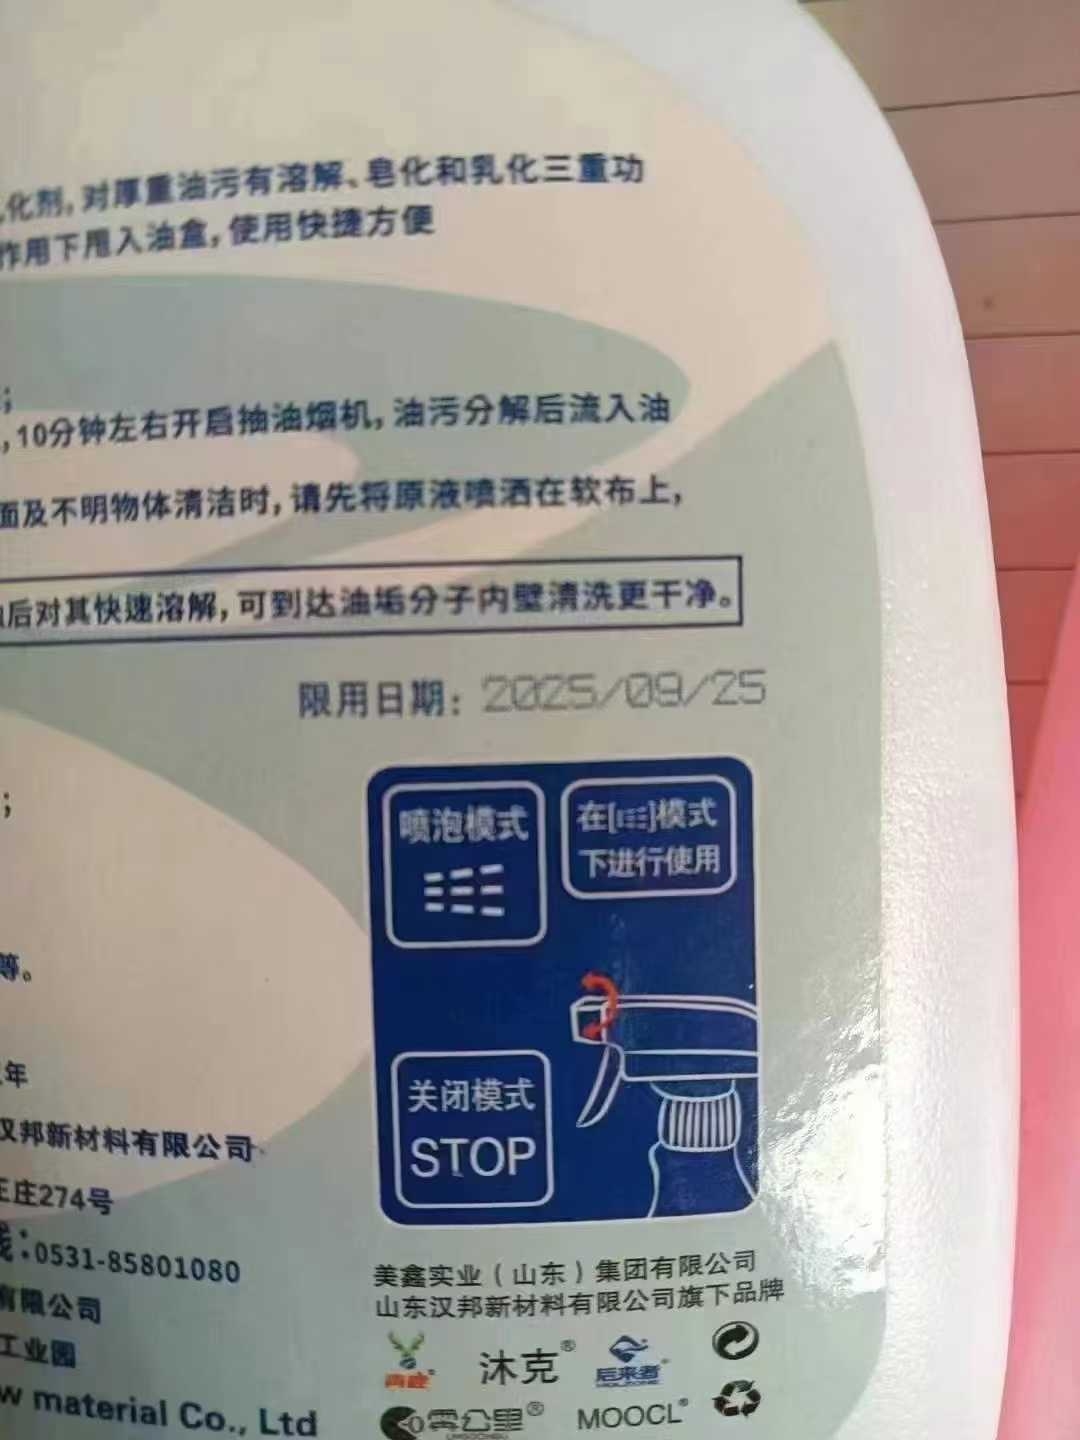 化剂,对厚重油污有溶解、皂化和乳化三重功
作用下甩入油盒,使用快捷方便
;
,10分钟左右开启抽油烟机,油污分解后流入油
面及不明物体清洁时,请先将原液喷洒在软布上,
后对其快速溶解,可到达油垢分子内壁清洗更干净。
限用日期: 2025/09/25
;
喷泡模式
在[]模式
下进行使用
等。
年
关闭模式
STOP
汉邦新材料有限公司
王庄274号
线:0531-85801080
有限公司
工业园
w material Co., Ltd
美鑫实业(山东)集团有限公司
山东汉邦新材料有限公司旗下品牌
沐克®
后来者®
零公里®
MOOCL®